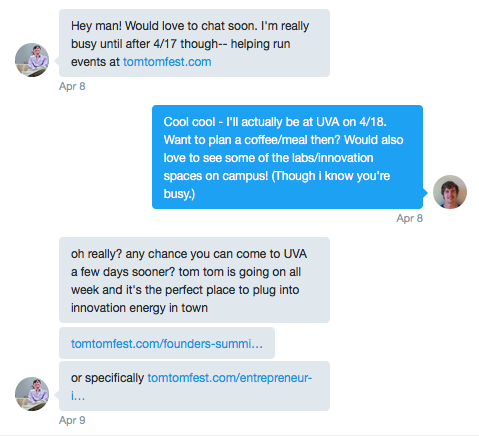 Hey man! Would love to chat soon. I'm really
busy until after 4/17 though-- helping run
events at tomtomfest.com
Apr 8
Cool cool - I'll actually be at UVA on 4/18.
Want to plan a coffee/meal then? Would also
love to see some of the labs/innovation
spaces on campus! (Though i know you're
busy.)
Apr 8
oh really? any chance you can come to UVA
a few days sooner? tom tom is going on all
week and it's the perfect place to plug into
innovation energy in town
tomtomfest.com/founders-summi…
or specifically tomtomfest.com/entrepreneur-
i…
Apr 9